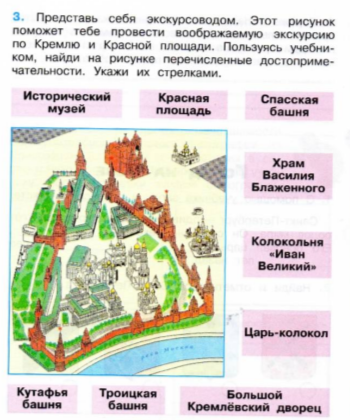 3. Представь себя экскурсоводом. Этот рисунок
поможет тебе провести воображаемую экскурсию
по Кремлю и Красной площади. Пользуясь учебни-
ком, найди на рисунке перечисленные достоприме-
чательности. Укажи их стрелками.
Исторический
музей
Красная
площадь
Спасская
башня
Храм
Василия
Блаженного
Колокольня
«Иван
Великий»
Царь-колокол
река Москва
Кутафья
башня
Троицкая
башня
Большой
Кремлёвский дворец